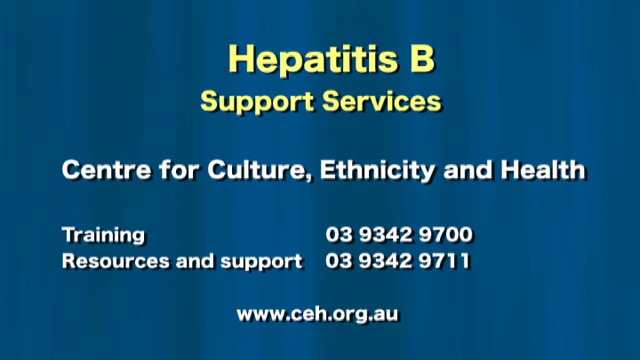 Hepatitis B
Support Services
Centre for Culture, Ethnicity and Health
Training 03 9342 9700
Resources and support 03 9342 9711
www.ceh.org.au